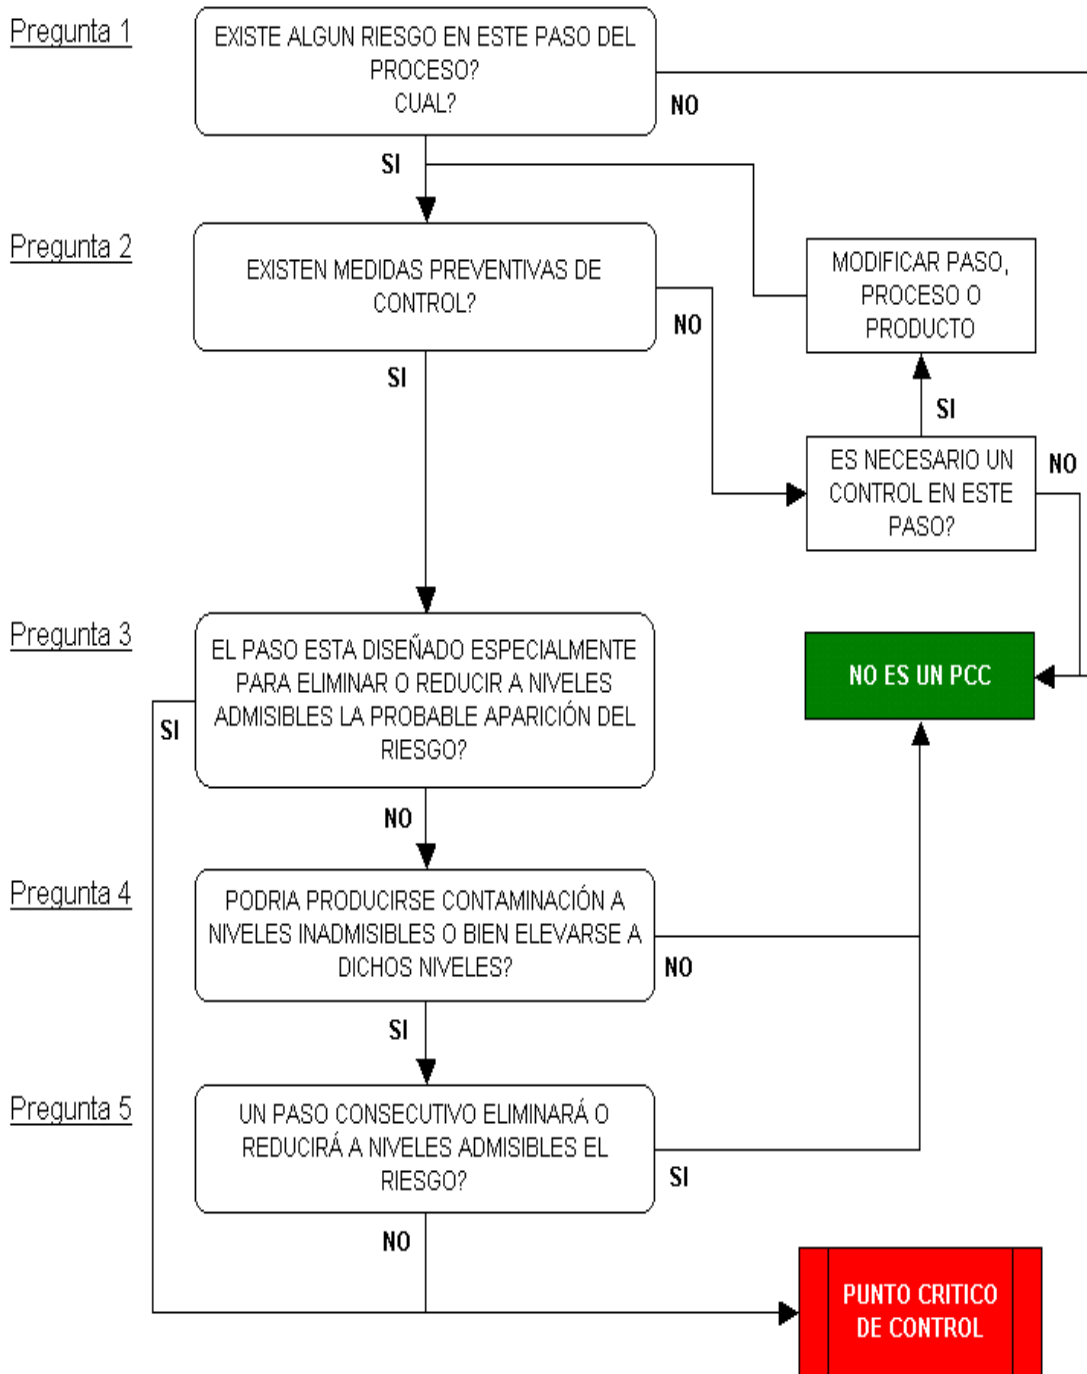 Pregunta 1
EXISTE ALGUN RIESGO EN ESTE PASO DEL
PROCESO?
CUAL?
NO
SI
Pregunta 2
EXISTEN MEDIDAS PREVENTIVAS DE
CONTROL?
NO
SI
MODIFICAR PASO,
PROCESO O
PRODUCTO
SI
ES NECESARIO UN
CONTROL EN ESTE
PASO?
NO
Pregunta 3
EL PASO ESTA DISEÑADO ESPECIALMENTE
PARA ELIMINAR O REDUCIR A NIVELES
ADMISIBLES LA PROBABLE APARICIÓN DEL
RIESGO?
SI
NO
NO ES UN PCC
Pregunta 4
PODRIA PRODUCIRSE CONTAMINACIÓN A
NIVELES INADMISIBLES O BIEN ELEVARSE A
DICHOS NIVELES?
NO
SI
Pregunta 5
UN PASO CONSECUTIVO ELIMINARÁ O
REDUCIRÁ A NIVELES ADMISIBLES EL
RIESGO?
SI
NO
PUNTO CRITICO
DE CONTROL